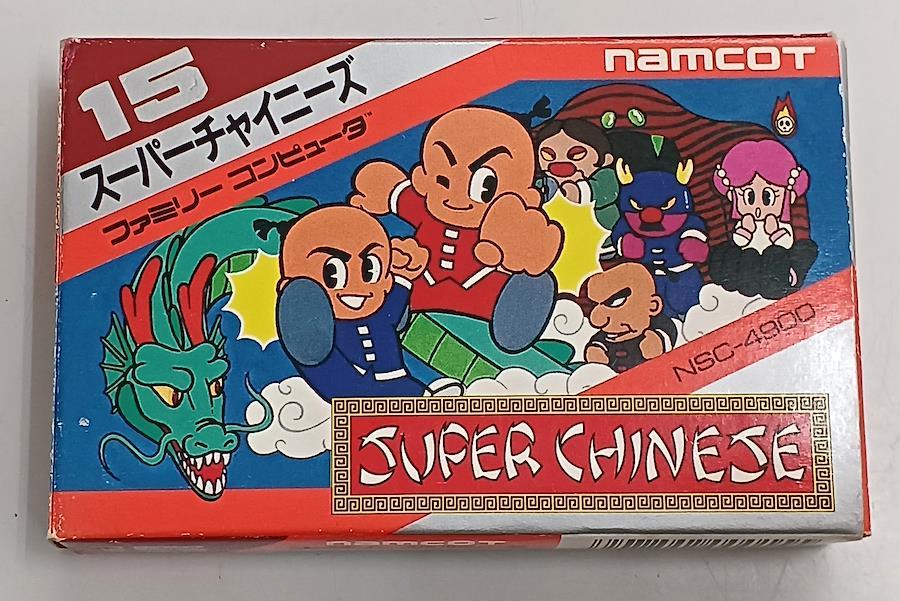 15
スーパーチャイニーズ
ファミリー コンピュータ
namcoT
NSC-4900
SUPER CHINESE
namcoT